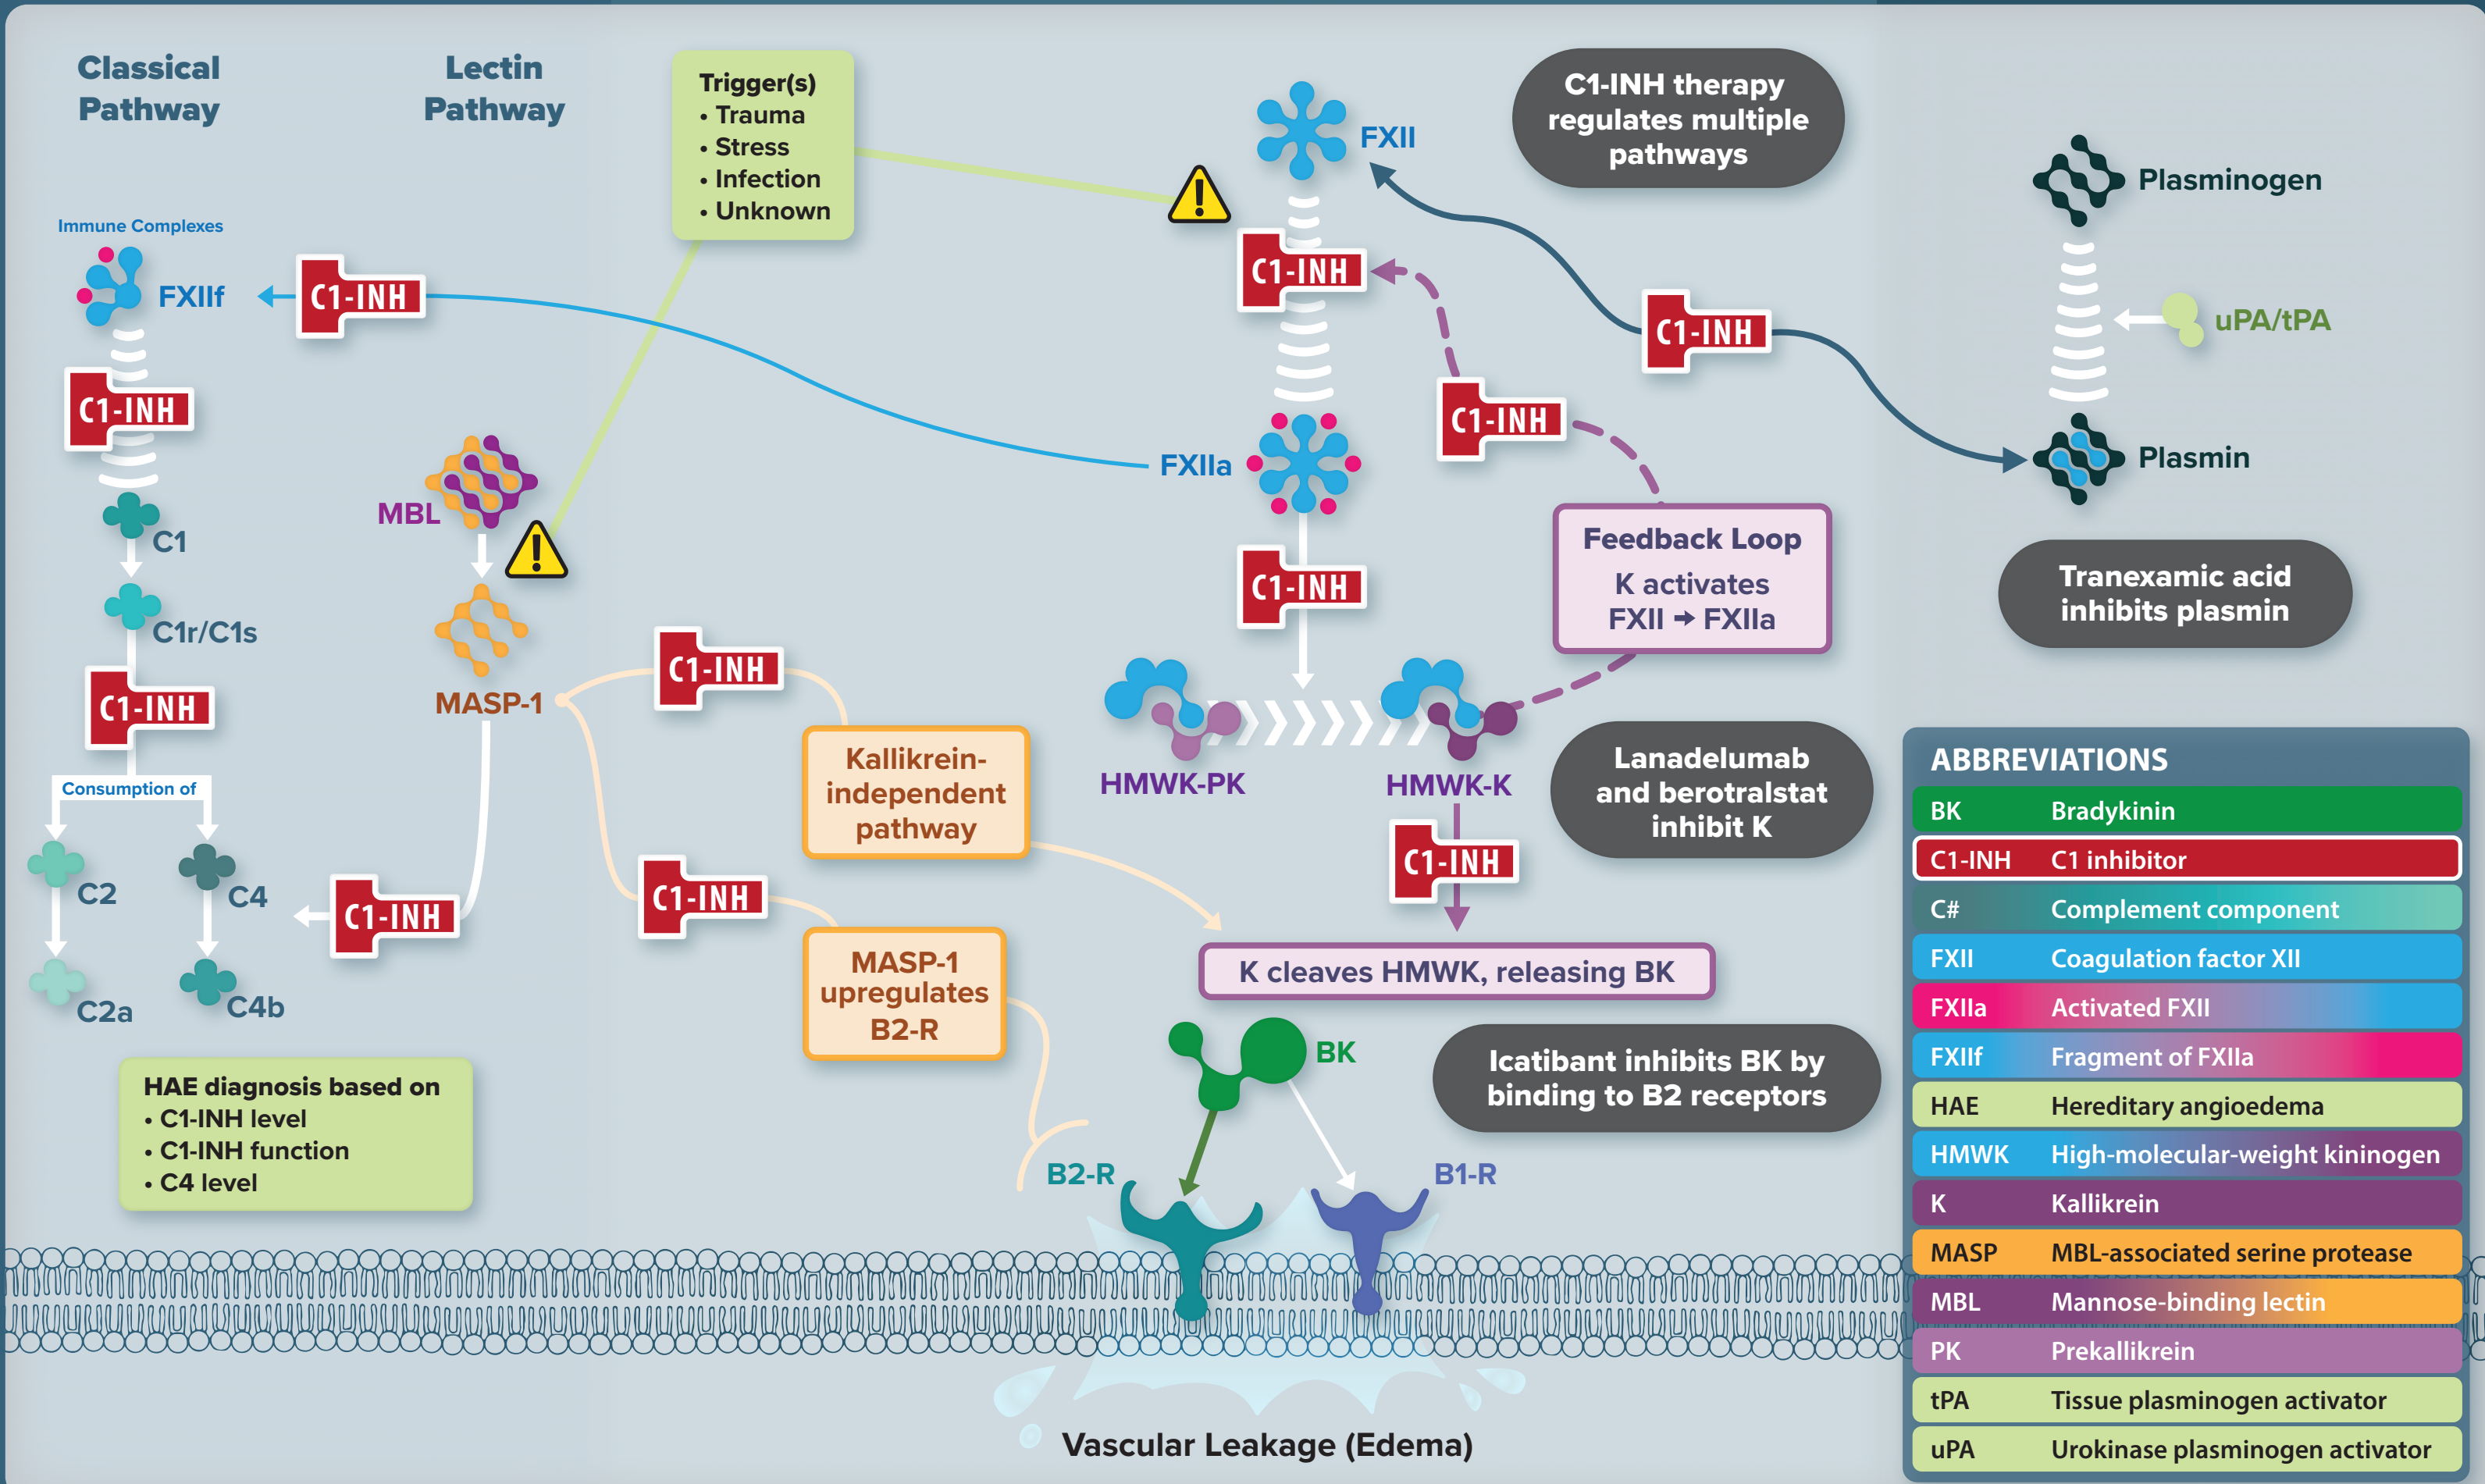 Classical
Pathway
Lectin
Pathway
Trigger(s)
• Trauma
• Stress
• Infection
• Unknown
FXII
C1-INH therapy
regulates multiple
pathways
Plasminogen
Immune Complexes
FXIIf
C1-INH
C1-INH
C1-INH
uPA/tPA
C1-INH
C1-INH
MBL
FXIIa
Plasmin
C1
C1r/C1s
C1-INH
Feedback Loop
K activates
FXII ➜ FXIIa
Tranexamic acid
inhibits plasmin
C1-INH
MASP-1
C1-INH
Consumption of
Kallikrein-
independent
pathway
HMWK-PK
HMWK-K
Lanadelumab
and berotralstat
inhibit K
C2
C4
C1-INH
C1-INH
C1-INH
C2a
C4b
MASP-1
upregulates
B2-R
K cleaves HMWK, releasing BK
BK
Icatibant inhibits BK by
binding to B2 receptors
HAE diagnosis based on
• C1-INH level
• C1-INH function
• C4 level
B2-R
B1-R
Vascular Leakage (Edema)
ABBREVIATIONS
BK Bradykinin
C1-INH C1 inhibitor
C# Complement component
FXII Coagulation factor XII
FXIIa Activated FXII
FXIIf Fragment of FXIIa
HAE Hereditary angioedema
HMWK High-molecular-weight kininogen
K Kallikrein
MASP MBL-associated serine protease
MBL Mannose-binding lectin
PK Prekallikrein
tPA Tissue plasminogen activator
uPA Urokinase plasminogen activator